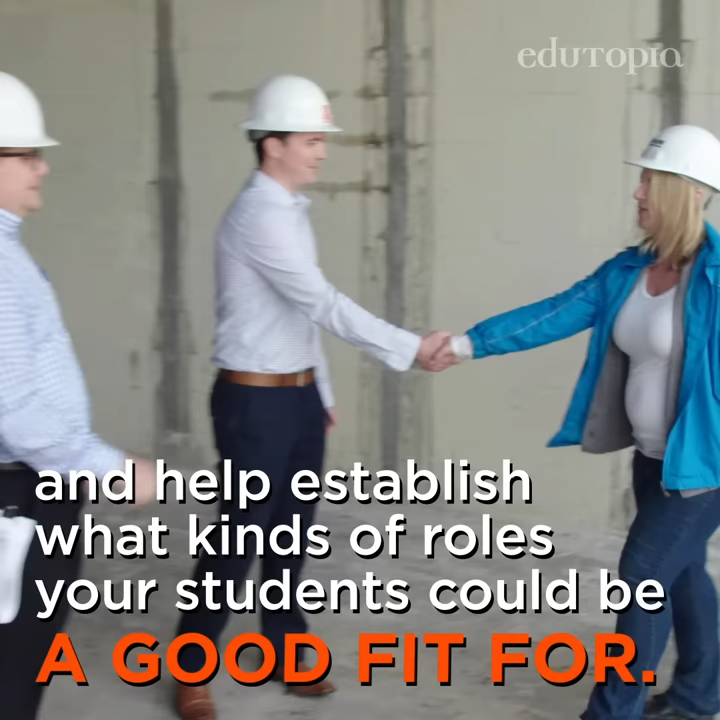 edutopia
and help establish
what kinds of roles
your students could be
A GOOD FIT FOR.